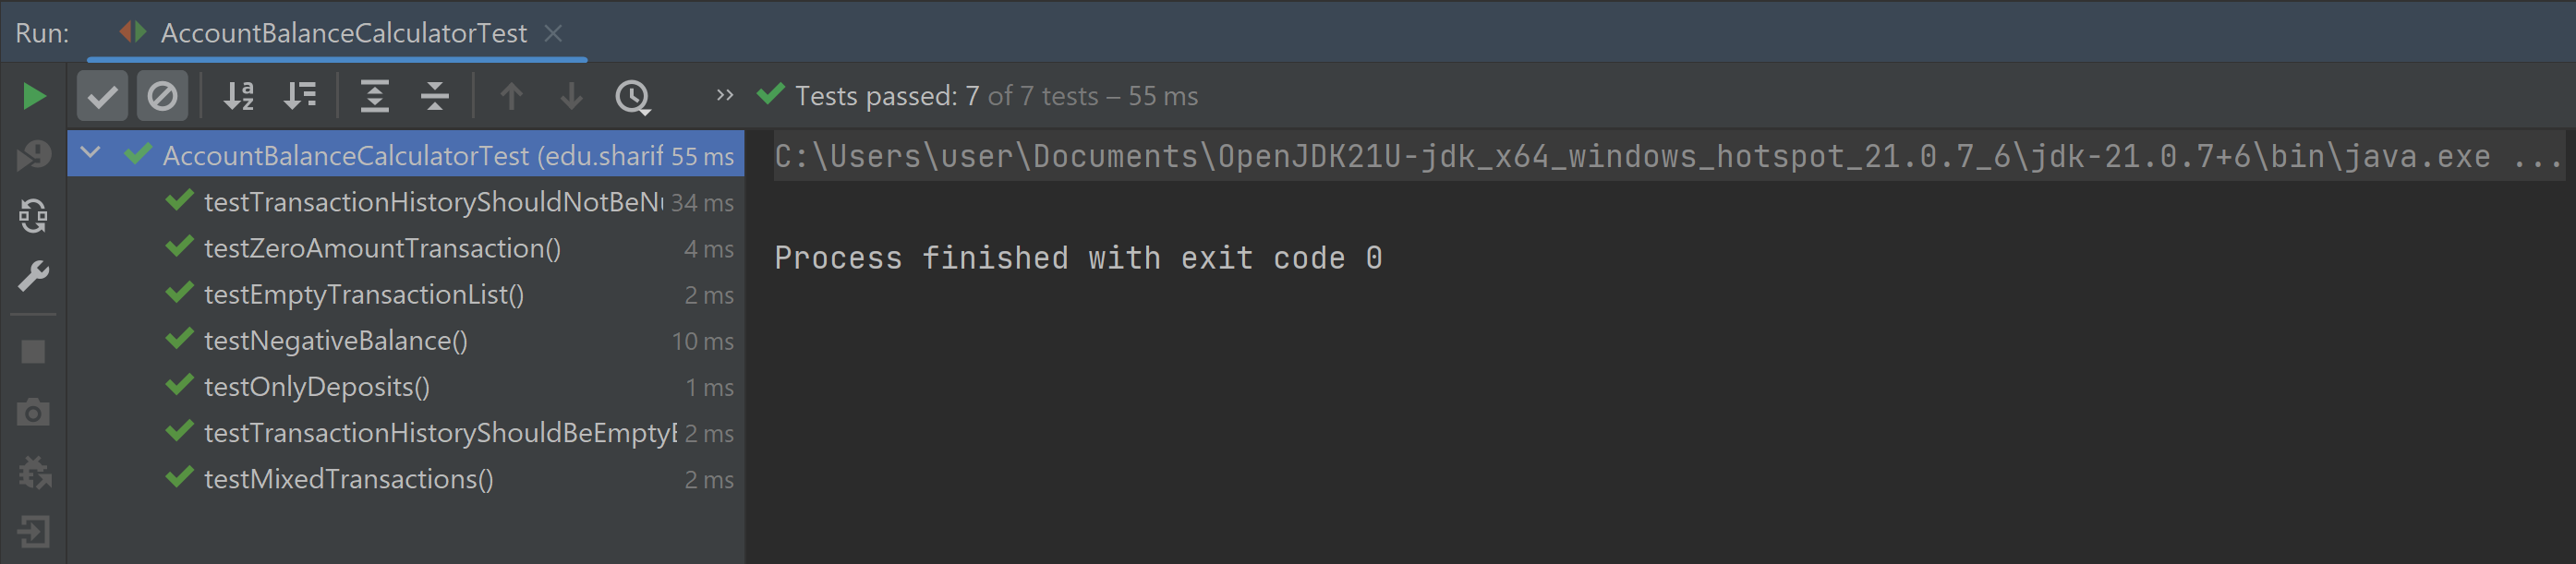 Run: AccountBalanceCalculatorTest
Tests passed: 7 of 7 tests – 55 ms
AccountBalanceCalculatorTest (edu.sharif 55 ms
testTransactionHistoryShouldNotBeNu 34 ms
testZeroAmountTransaction() 4 ms
testEmptyTransactionList() 2 ms
testNegativeBalance() 10 ms
testOnlyDeposits() 1 ms
testTransactionHistoryShouldBeEmptyB 2 ms
testMixedTransactions() 2 ms
C:\Users\user\Documents\OpenJDK21U-jdk_x64_windows_hotspot_21.0.7_6\jdk-21.0.7+6\bin\java.exe ...
Process finished with exit code 0